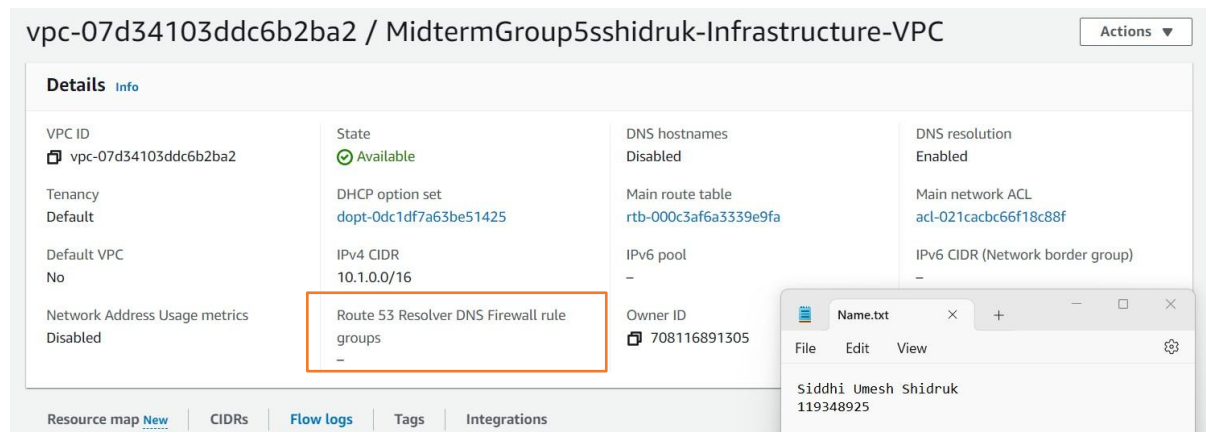 vpc-07d34103ddc6b2ba2 / MidtermGroup5sshidruk-Infrastructure-VPC
Actions ▼
Details Info
VPC ID
vpc-07d34103ddc6b2ba2
State
Available
DNS hostnames
Disabled
DNS resolution
Enabled
Tenancy
Default
DHCP option set
dopt-0dc1df7a63be51425
Main route table
rtb-000c3af6a3339e9fa
Main network ACL
acl-021cacbc66f18c88f
Default VPC
No
IPv4 CIDR
10.1.0.0/16
IPv6 pool
–
IPv6 CIDR (Network border group)
–
Network Address Usage metrics
Disabled
Route 53 Resolver DNS Firewall rule
groups
–
Owner ID
708116891305
Resource map New
CIDRs
Flow logs
Tags
Integrations
Name.txt
File Edit View
Siddhi Umesh Shidruk
119348925